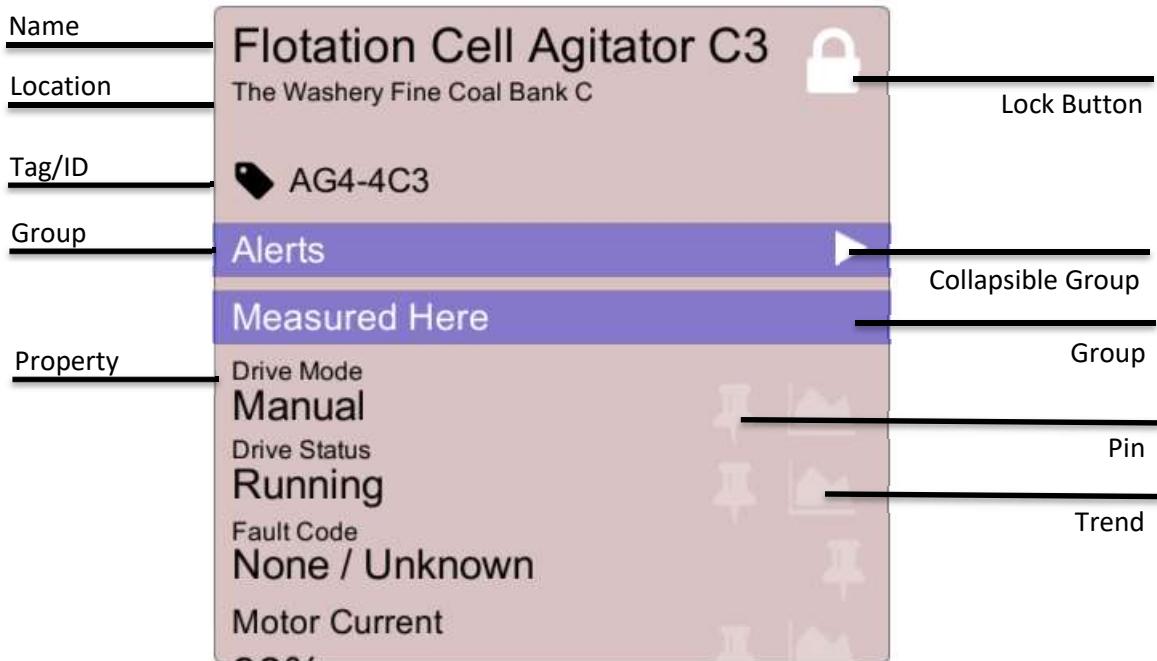 Name
Flotation Cell Agitator C3
Location
The Washery Fine Coal Bank C
Lock Button
Tag/ID
AG4-4C3
Group
Alerts
Collapsible Group
Measured Here
Group
Property
Drive Mode
Manual
Pin
Drive Status
Running
Trend
Fault Code
None / Unknown
Motor Current